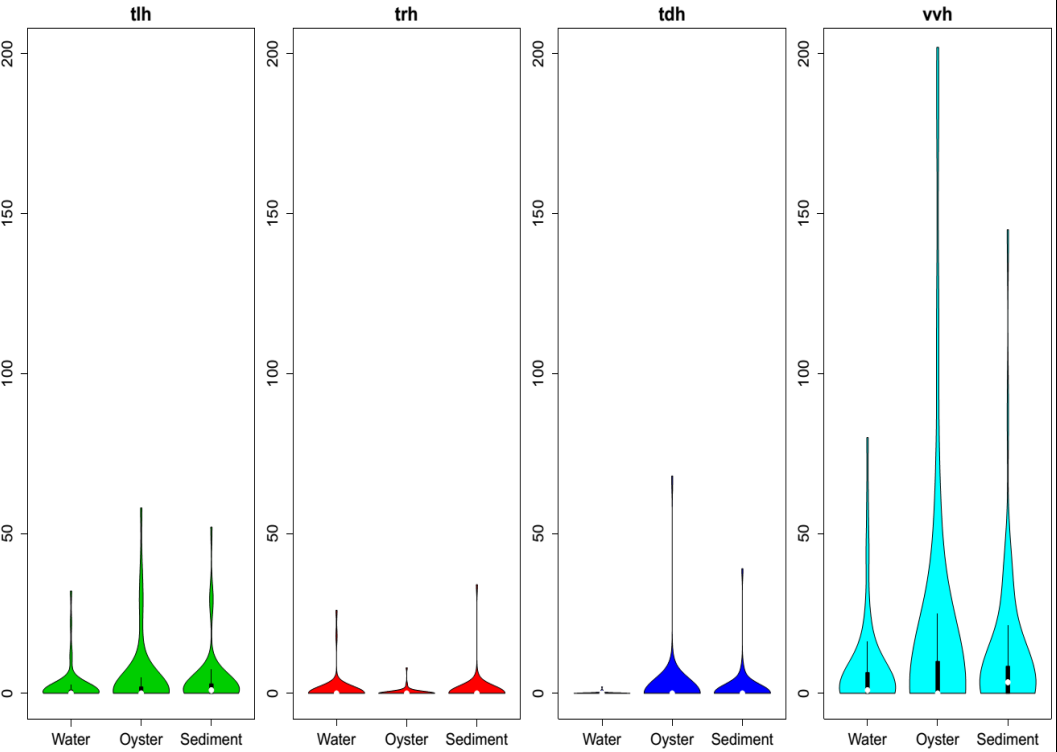 tlh trh tdh vvh
200 200 200 200
150 150 150 150
100 100 100 100
50 50 50 50
0 0 0 0
Water Oyster Sediment Water Oyster Sediment Water Oyster Sediment Water Oyster Sediment